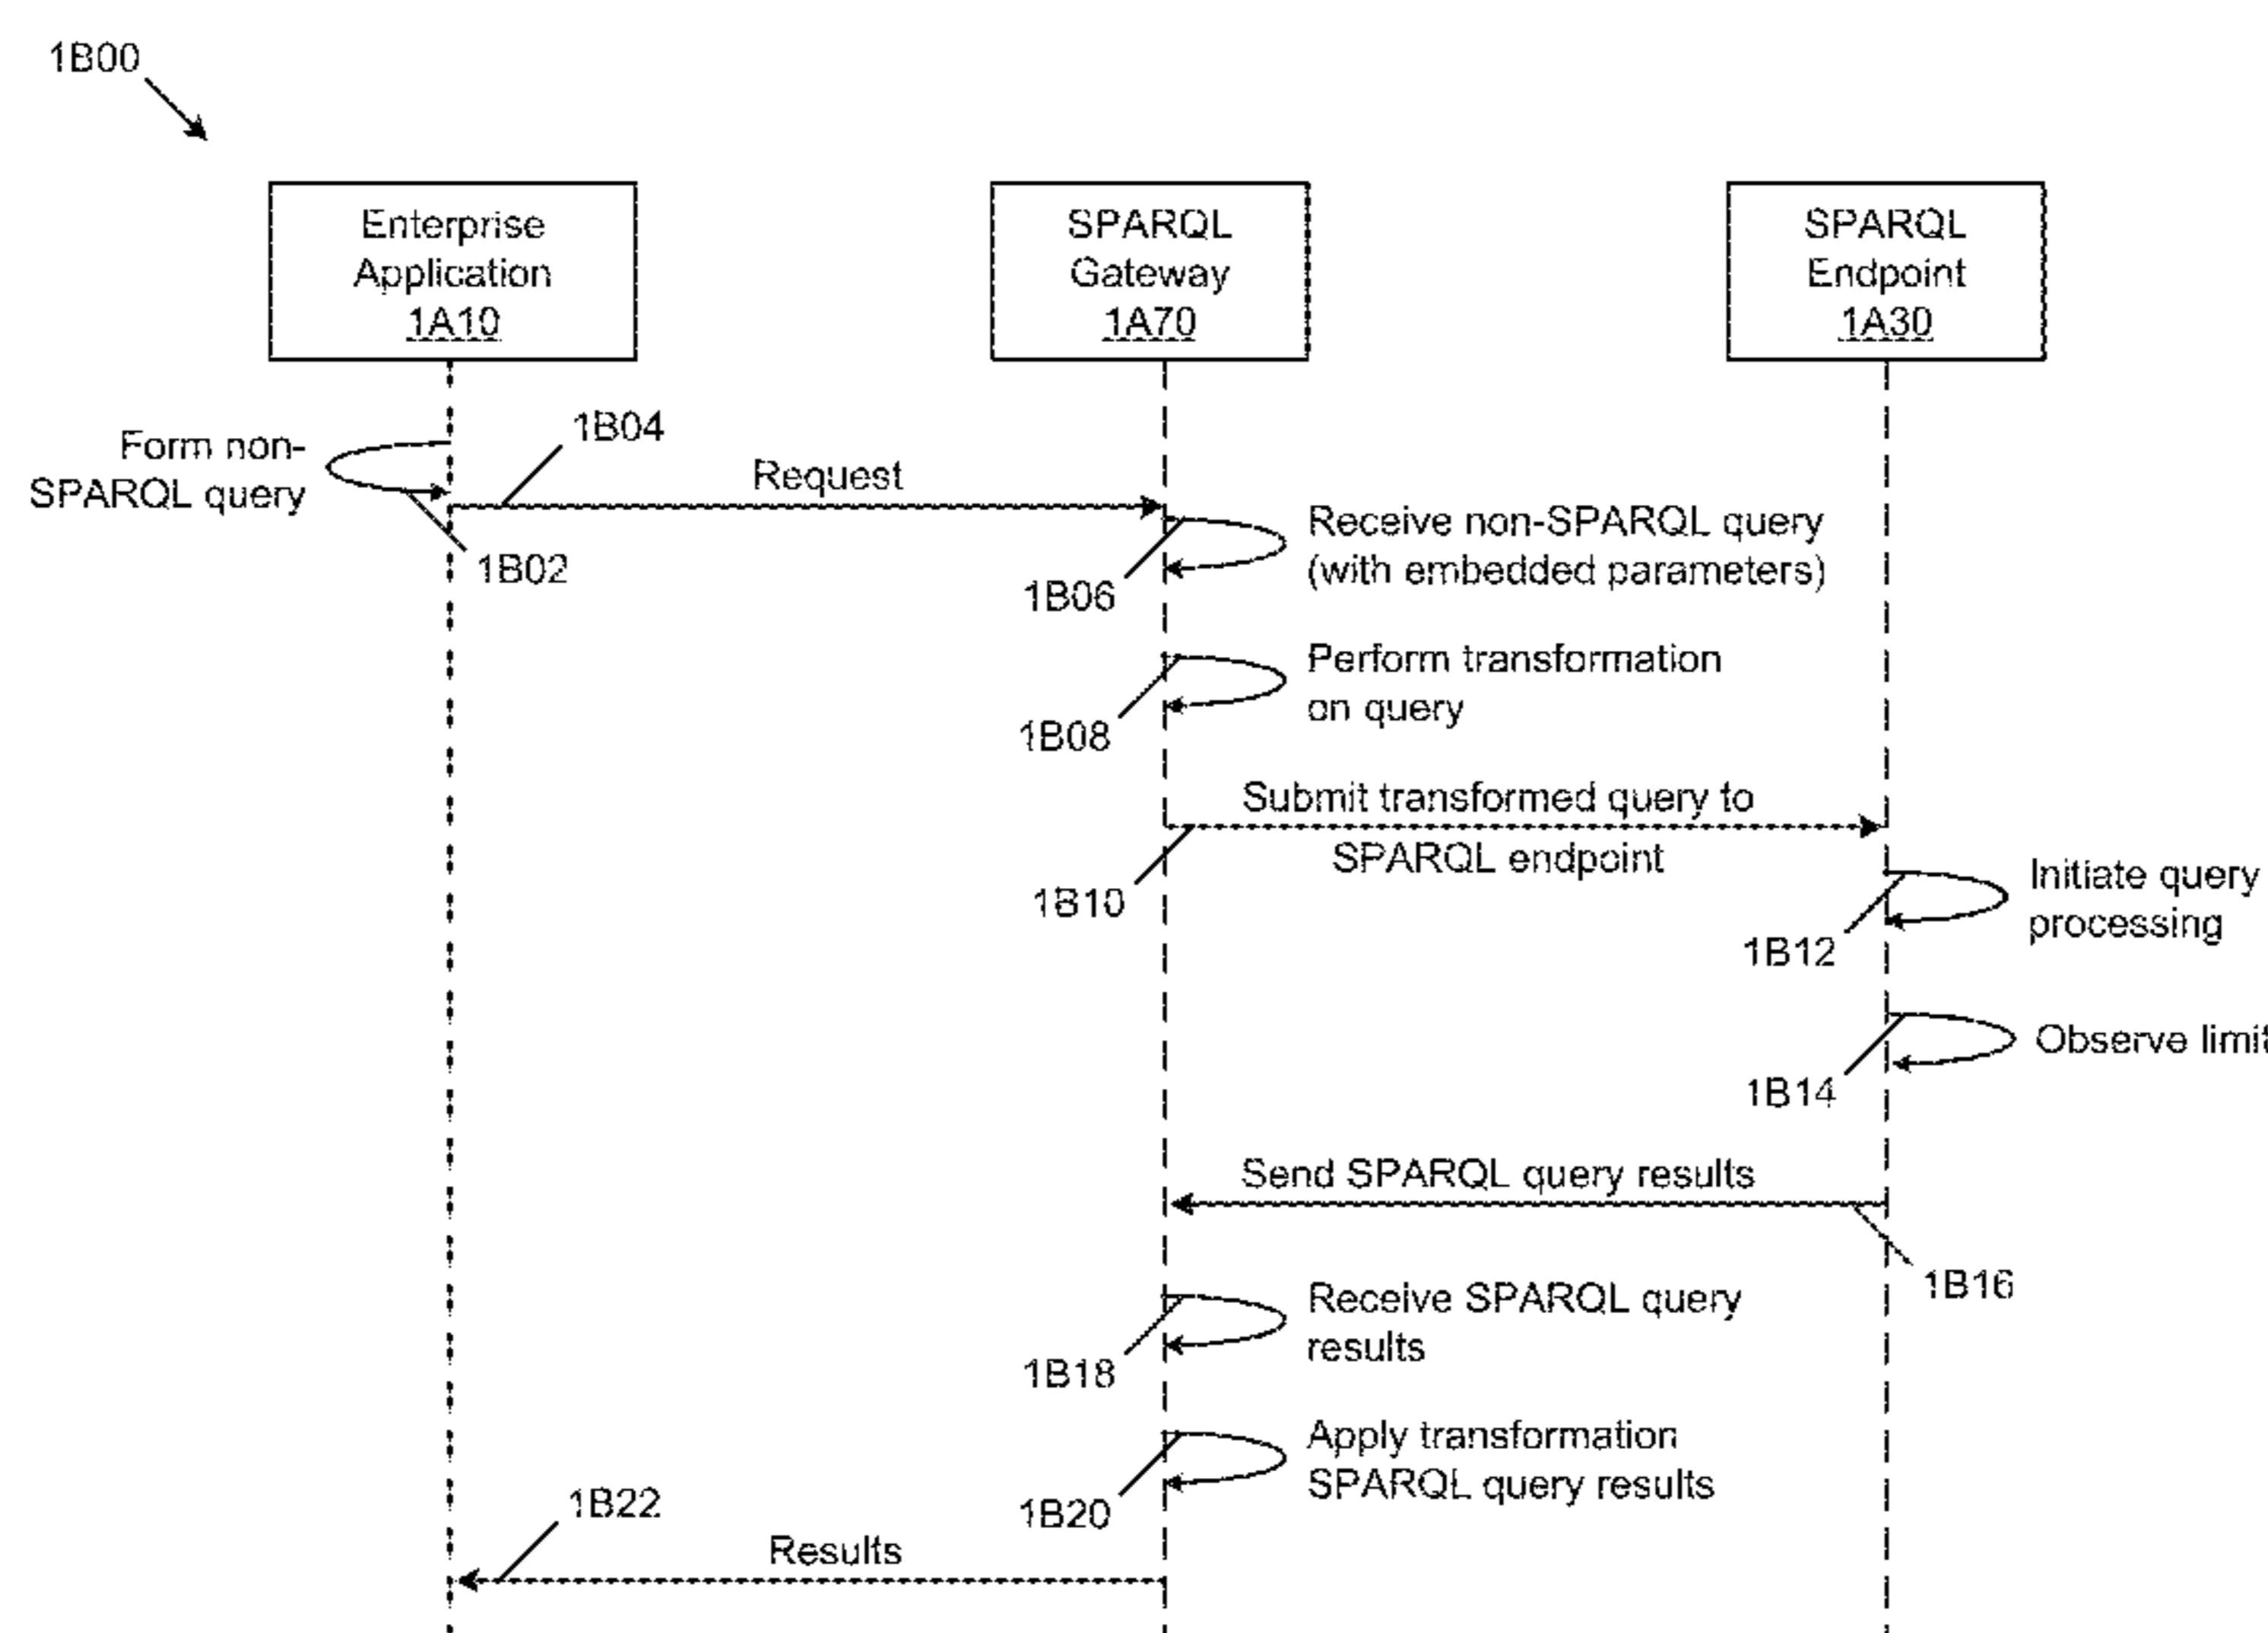 1B00
Enterprise
Application
1A10
SPARQL
Gateway
1A70
SPARQL
Endpoint
1A30
Form non-
SPARQL query
1B02
1B04
Request
Receive non-SPARQL query
(with embedded parameters)
1B06
Perform transformation
on query
1B08
Submit transformed query to
SPARQL endpoint
1B10
Initiate query
processing
1B12
Observe
1B14
Send SPARQL query results
1B16
Receive SPARQL query
results
1B18
Apply transformation
SPARQL query results
1B20
1B22
Results